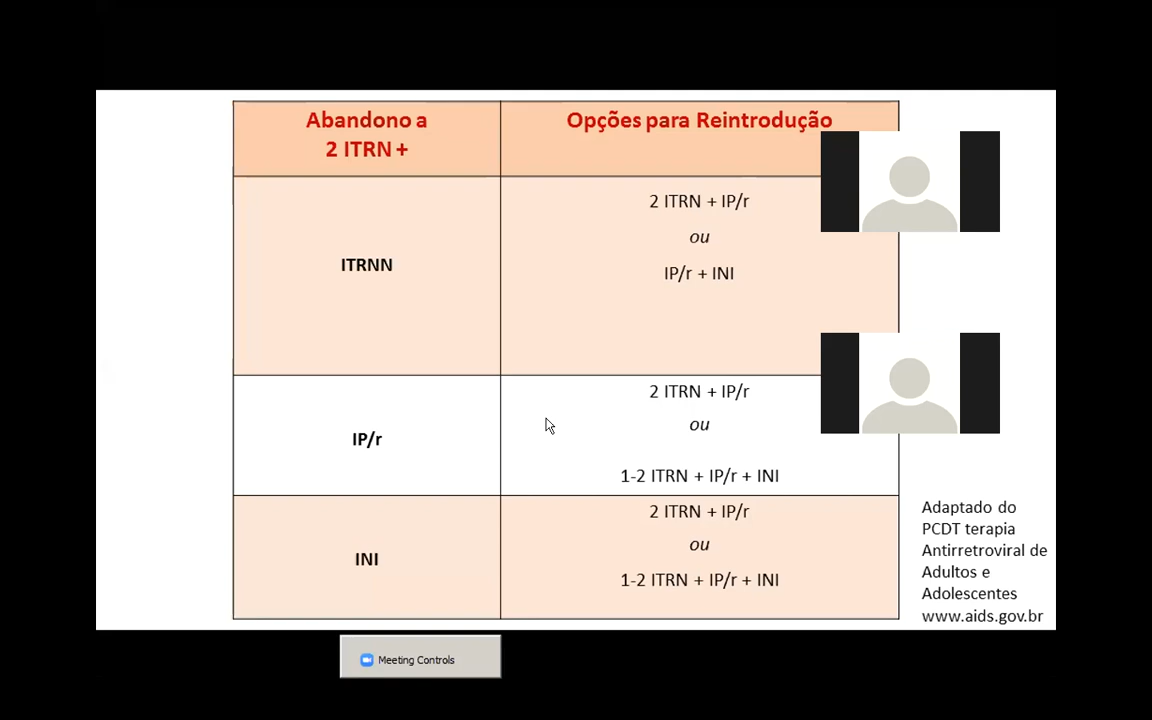 Abandono a
2 ITRN +
Opções para Reintrodução
ITRNN
2 ITRN + IP/r
ou
IP/r + INI
IP/r
2 ITRN + IP/r
ou
1-2 ITRN + IP/r + INI
INI
2 ITRN + IP/r
ou
1-2 ITRN + IP/r + INI
Adaptado do
PCDT terapia
Antirretroviral de
Adultos e
Adolescentes
www.aids.gov.br
Meeting Controls